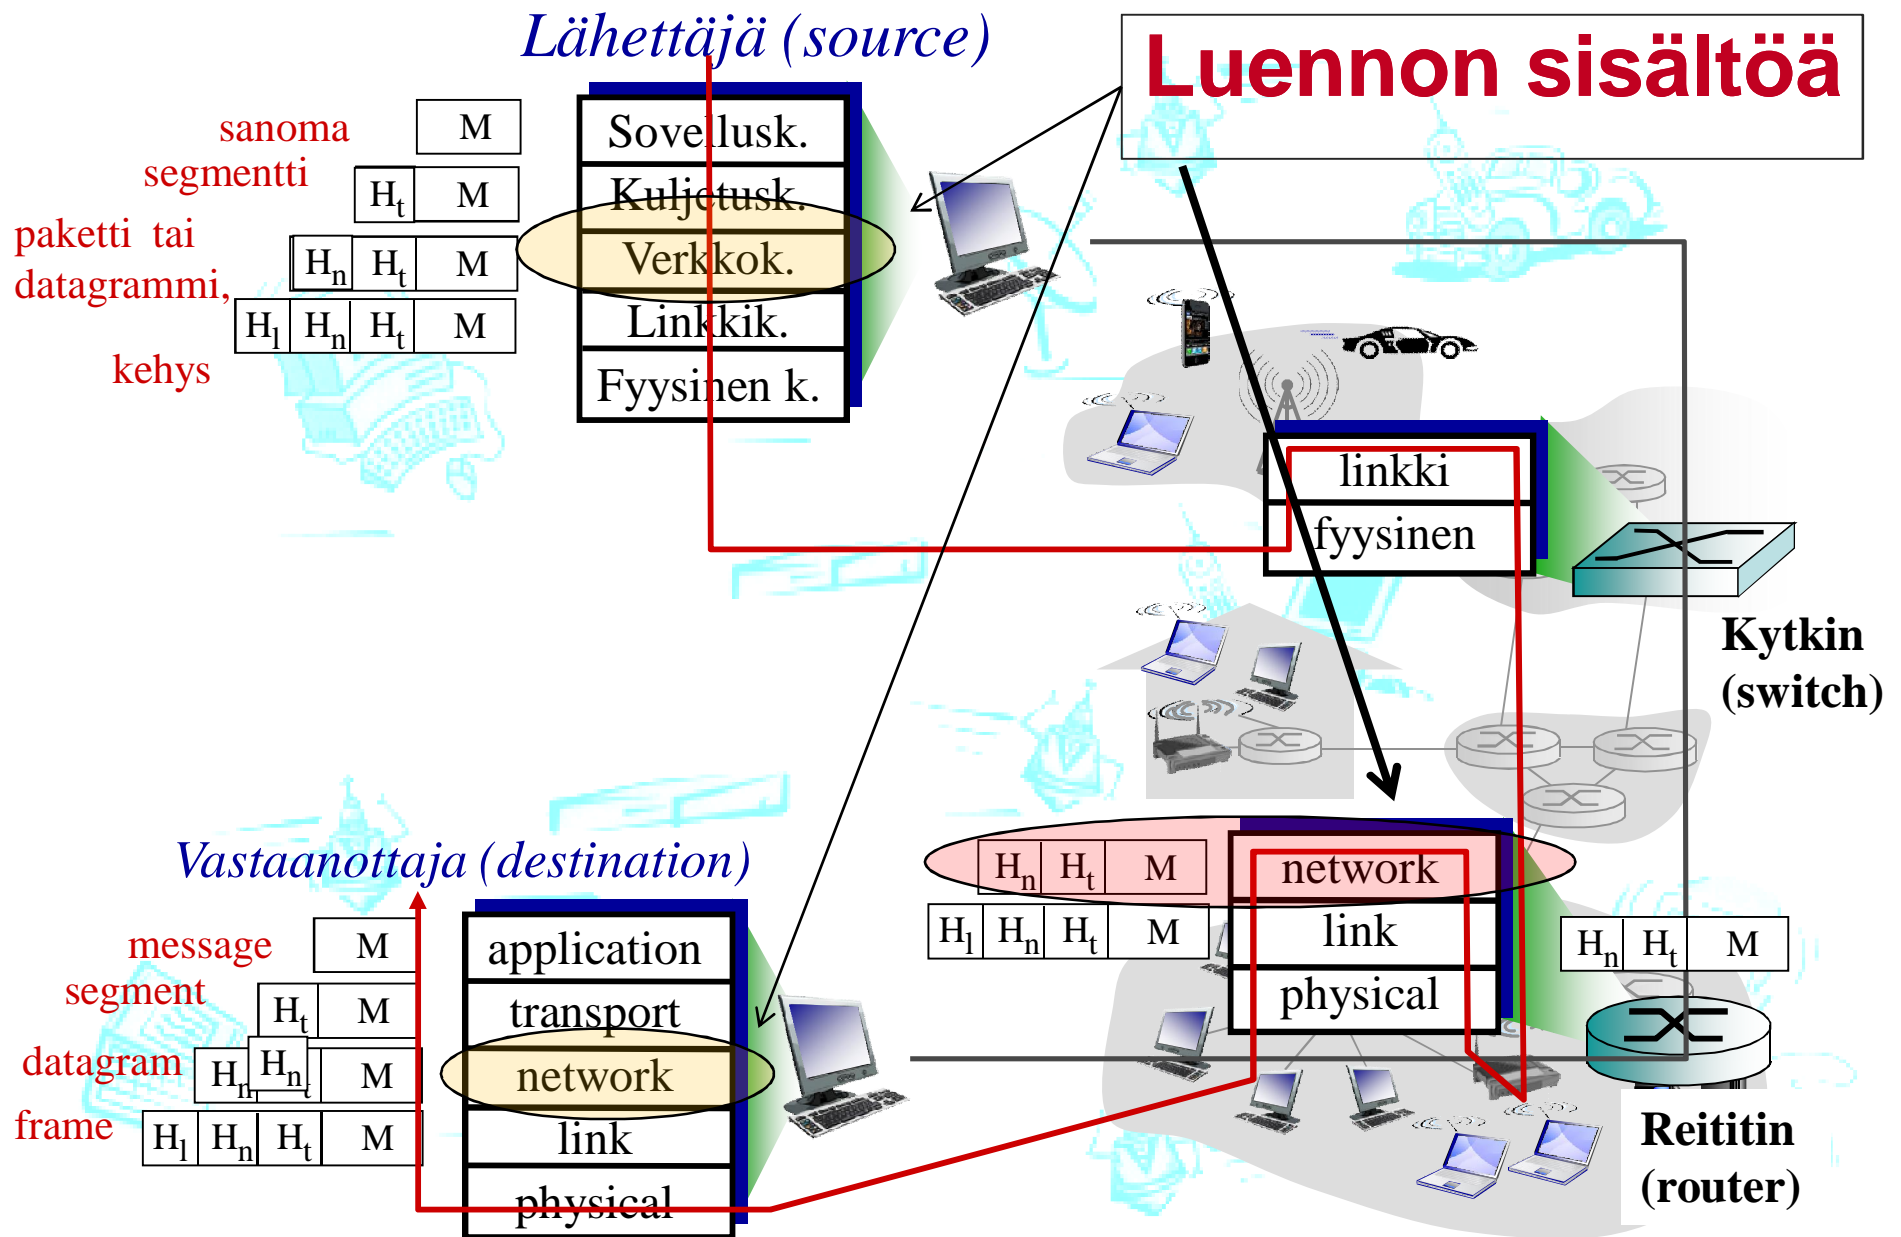 Lähettäjä (source)
Luennon sisältöä
sanoma
M
Sovellusk.
segmentti
Ht M
Kuljetusk.
paketti tai
datagrammi,
Hn Ht M
Verkkok.
Hl Hn Ht M
Linkkik.
kehys
Fyysinen k.
linkki
fyysinen
Kytkin
(switch)
Vastaanottaja (destination)
Hn Ht M
network
Hl Hn Ht M
link
physical
Hn Ht M
message
M
application
segment
Ht M
transport
datagram
Hn Hn t M
network
frame
Hl Hn Ht M
link
physical
Reititin
(router)